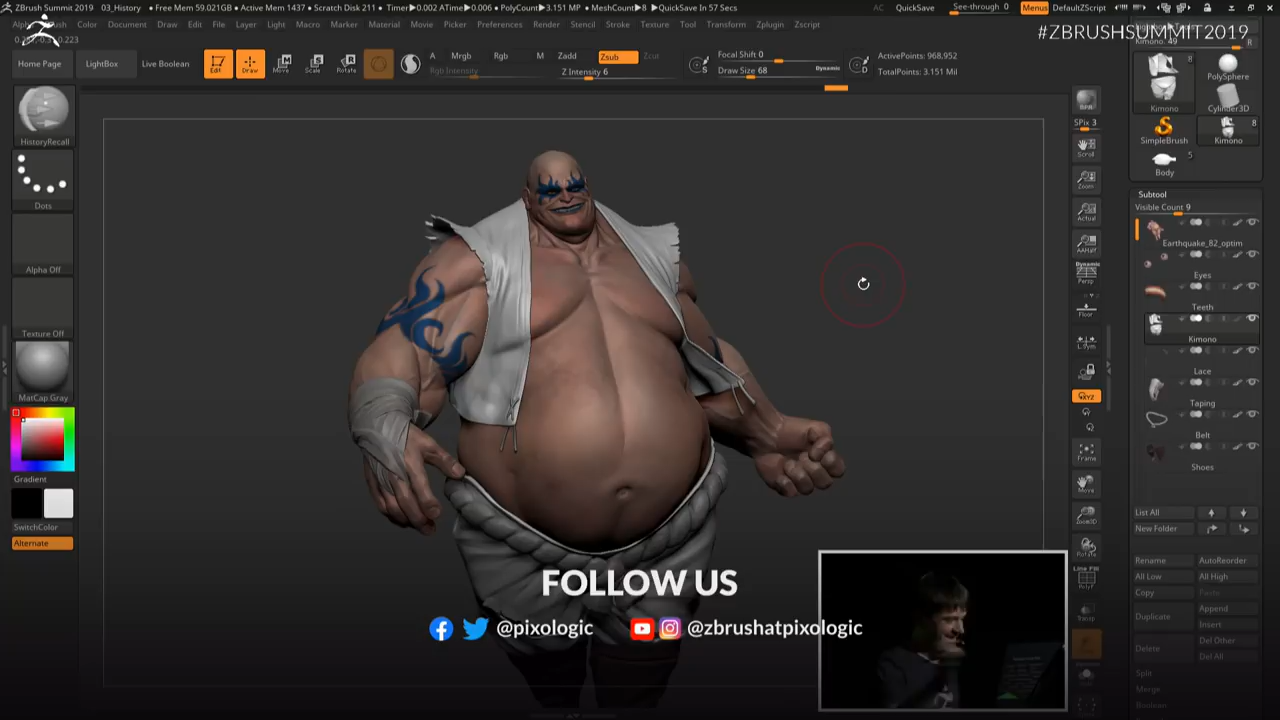 ZBrush Summit 2019 03_History • Free Mem 59.021GB • Active Mem 1437 • Scratch Disk 211 • Timer▶0.002 ATime▶0.006 • PolyCount▶3.151 MP • MeshCount▶8 ▶QuickSave In 57 Secs AC QuickSave See-through 0 Menus DefaultZScript
Color Document Draw Edit File Layer Light Macro Marker Material Movie Picker Preferences Render Stencil Stroke Texture Tool Transform Zplugin Zscript
#ZBRUSHSUMMIT2019
Home Page LightBox Live Boolean
Edit Draw Move Scale Rotate
A Mrgb Rgb M Zadd Zsub Zcut
Rgb Intensity Z Intensity 6
Focal Shift 0
Draw Size 68 Dynamic
ActivePoints: 968,952
TotalPoints: 3.151 Mil
HistoryRecall
Dots
Alpha Off
Texture Off
MatCap Gray
Gradient
SwitchColor
Alternate
BPR
SPix 3
Scroll
Zoom
Actual
AAHalf
Dynamic
Persp
Floor
L.Sym
XYZ
Frame
Move
Zoom3D
Rotate
Line Fill
PolyF
Transp
Kimono. 49 R
8
Kimono
PolySphere
Cylinder3D
SimpleBrush
8
Kimono
5
Body
Subtool
Visible Count 9
Earthquake_82_optim
Eyes
Teeth
Kimono
Lace
Taping
Belt
Shoes
List All
New Folder
Rename AutoReorder
All Low All High
Copy Paste
Duplicate Append
Insert
Delete Del Other
Del All
Split
Merge
Boolean
FOLLOW US
@pixologic @zbrushatpixologic